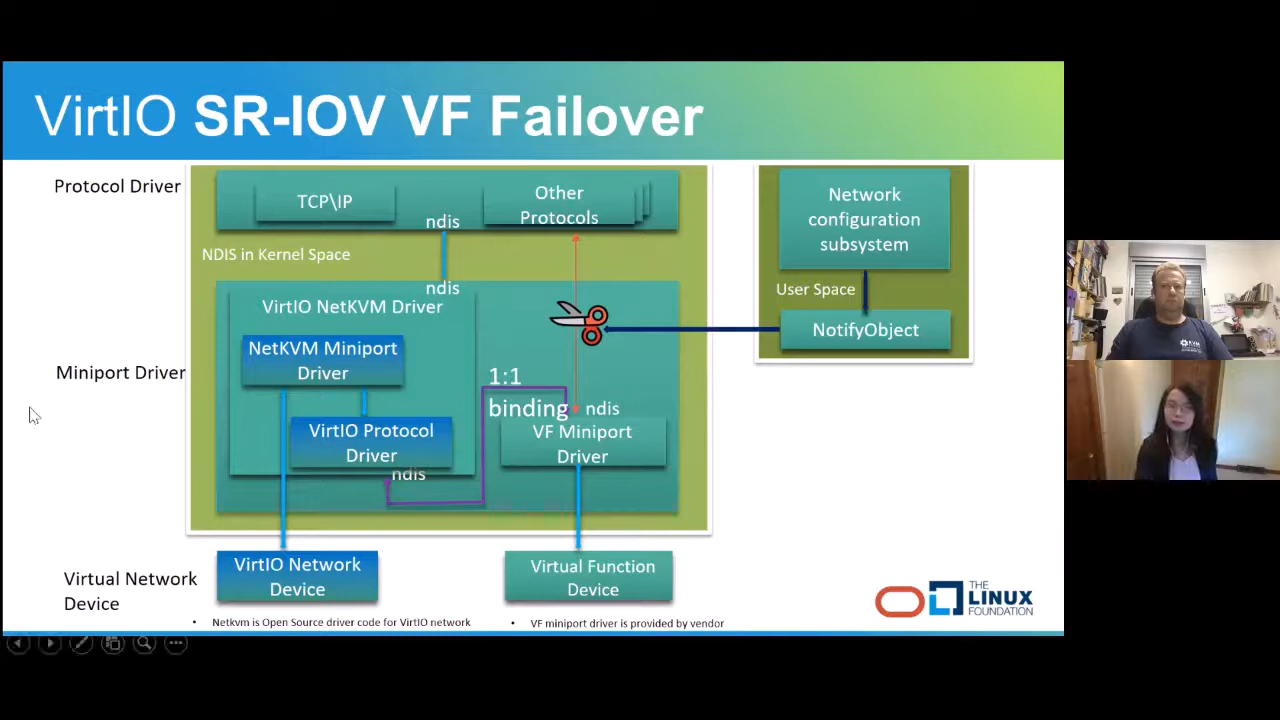 VirtIO SR-IOV VF Failover
Protocol Driver
TCP\IP
Other
Protocols
ndis
NDIS in Kernel Space
ndis
VirtIO NetKVM Driver
NetKVM Miniport
Driver
Miniport Driver
1:1
binding
ndis
VirtIO Protocol
Driver
VF Miniport
Driver
ndis
Network
configuration
subsystem
User Space
NotifyObject
Virtual Network
Device
VirtIO Network
Device
Virtual Function
Device
• Netkvm is Open Source driver code for VirtIO network
• VF miniport driver is provided by vendor
THE
LINUX
FOUNDATION